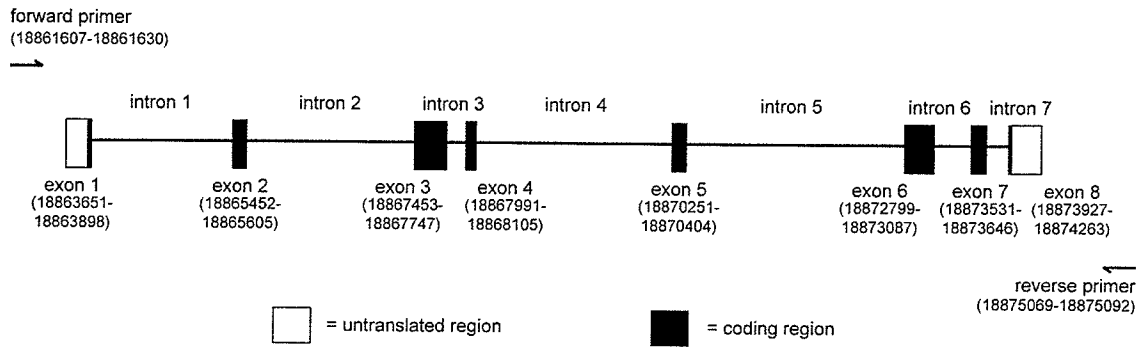 forward primer
(18861607-18861630)
intron 1
intron 2
intron 3
intron 4
intron 5
intron 6
intron 7
exon 1
(18863651-
18863898)
exon 2
(18865452-
18865605)
exon 3
(18867453-
18867747)
exon 4
(18867991-
18868105)
exon 5
(18870251-
18870404)
exon 6
(18872799-
18873087)
exon 7
(18873531-
18873646)
exon 8
(18873927-
18874263)
reverse primer
(18875069-18875092)
= untranslated region
= coding region